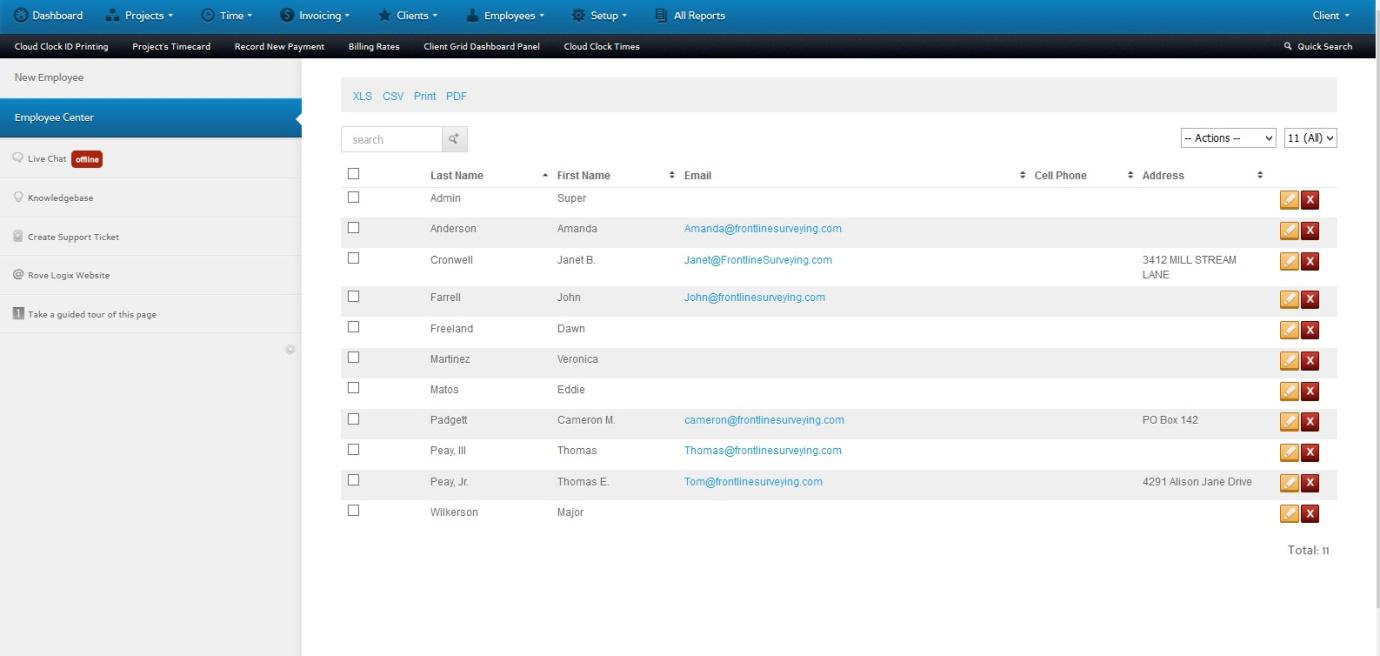 Dashboard Projects Time Invoicing Clients Employees Setup All Reports Client
Cloud Clock ID Printing Project's Timecard Record New Payment Billing Rates Client Grid Dashboard Panel Cloud Clock Times Quick Search
New Employee
Employee Center
Live Chat offline
Knowledgebase
Create Support Ticket
@ Rove Logix Website
1 Take a guided tour of this page
XLS CSV Print PDF
search
-- Actions -- 11 (All)
Last Name First Name Email Cell Phone Address
Admin Super X
Anderson Amanda Amanda@frontlinesurveying.com X
Cronwell Janet B. Janet@FrontlineSurveying.com 3412 MILL STREAM X
LANE
Farrell John John@frontlinesurveying.com X
Freeland Dawn X
Martinez Veronica X
Matos Eddie X
Padgett Cameron M. cameron@frontlinesurveying.com PO Box 142 X
Peay, III Thomas Thomas@frontlinesurveying.com X
Peay, Jr. Thomas E. Tom@frontlinesurveying.com 4291 Alison Jane Drive X
Wilkerson Major X
Total: 11